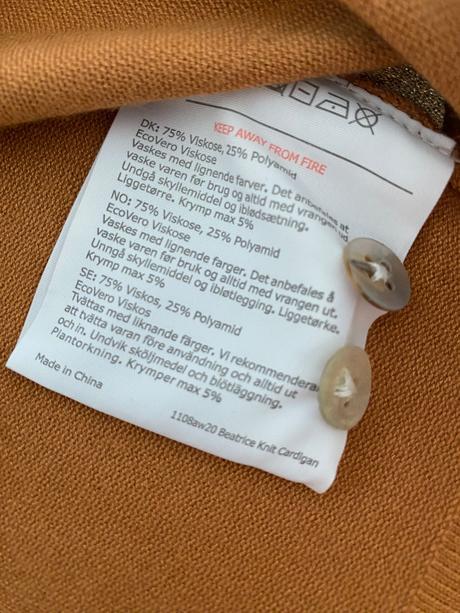 KEEP AWAY FROM FIRE
DK: 75% Viskose, 25% Polyamid
EcoVero Viskose
Vaskes med lignende farver. Det anbefales at
vaske varen før brug og altid med vrangen ud
Undgå skyllemiddel og iblødsætning.
Liggetørre. Krymp max 5%
NO: 75% Viskose, 25% Polyamid
EcoVero Viskose
Vaskes med lignende farger. Det anbefales å
vaske varen før bruk og alltid med vrangen ut.
Unngå skyllemiddel og ibløtlegging. Liggetørke.
Krymp max 5%
SE: 75% Viskos, 25% Polyamid
EcoVero Viskos
Tvättas med liknande färger. Vi rekommenderar
att tvätta varan före användning och alltid ut
och in. Undvik sköljmedel och blötläggning.
Plantorkning. Krymper max 5%
Made in China
1108aw20 Beatrice Knit Cardigan